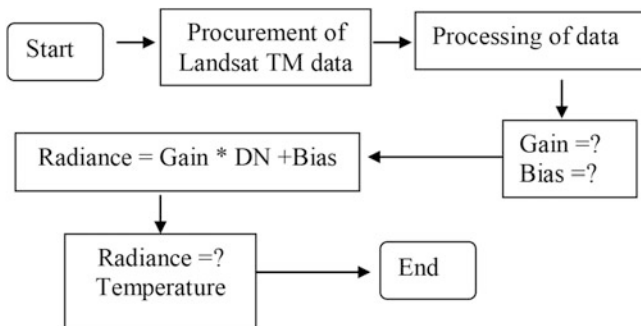 Start
Procurement of
Landsat TM data
Processing of data
Gain =?
Bias =?
Radiance = Gain * DN +Bias
Radiance =?
Temperature
End